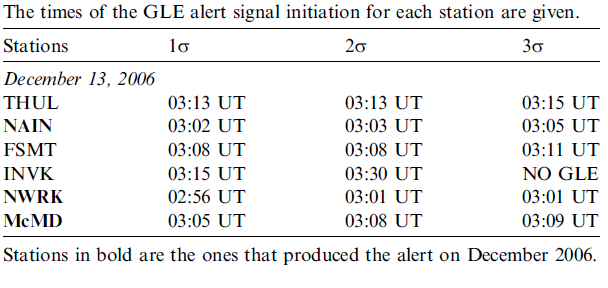 The times of the GLE alert signal initiation for each station are given.
Stations 1σ 2σ 3σ
December 13, 2006
THUL 03:13 UT 03:13 UT 03:15 UT
NAIN 03:02 UT 03:03 UT 03:05 UT
FSMT 03:08 UT 03:08 UT 03:11 UT
INVK 03:15 UT 03:30 UT NO GLE
NWRK 02:56 UT 03:01 UT 03:01 UT
McMD 03:05 UT 03:08 UT 03:09 UT
Stations in bold are the ones that produced the alert on December 2006.